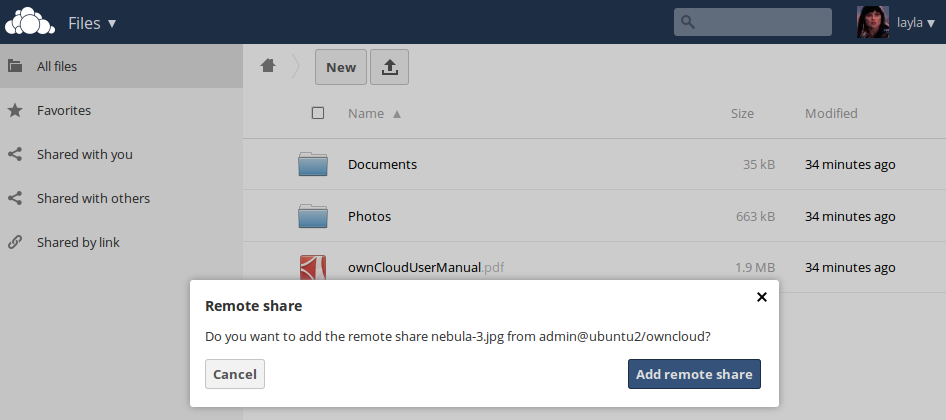 Files ▾
layla ▾
All files
Favorites
Shared with you
Shared with others
Shared by link
New
Name ▲ Size Modified
Documents 35 kB 34 minutes ago
Photos 663 kB 34 minutes ago
ownCloudUserManual.pdf 1.9 MB 34 minutes ago
Remote share
Do you want to add the remote share nebula-3.jpg from admin@ubuntu2/owncloud?
Cancel
Add remote share